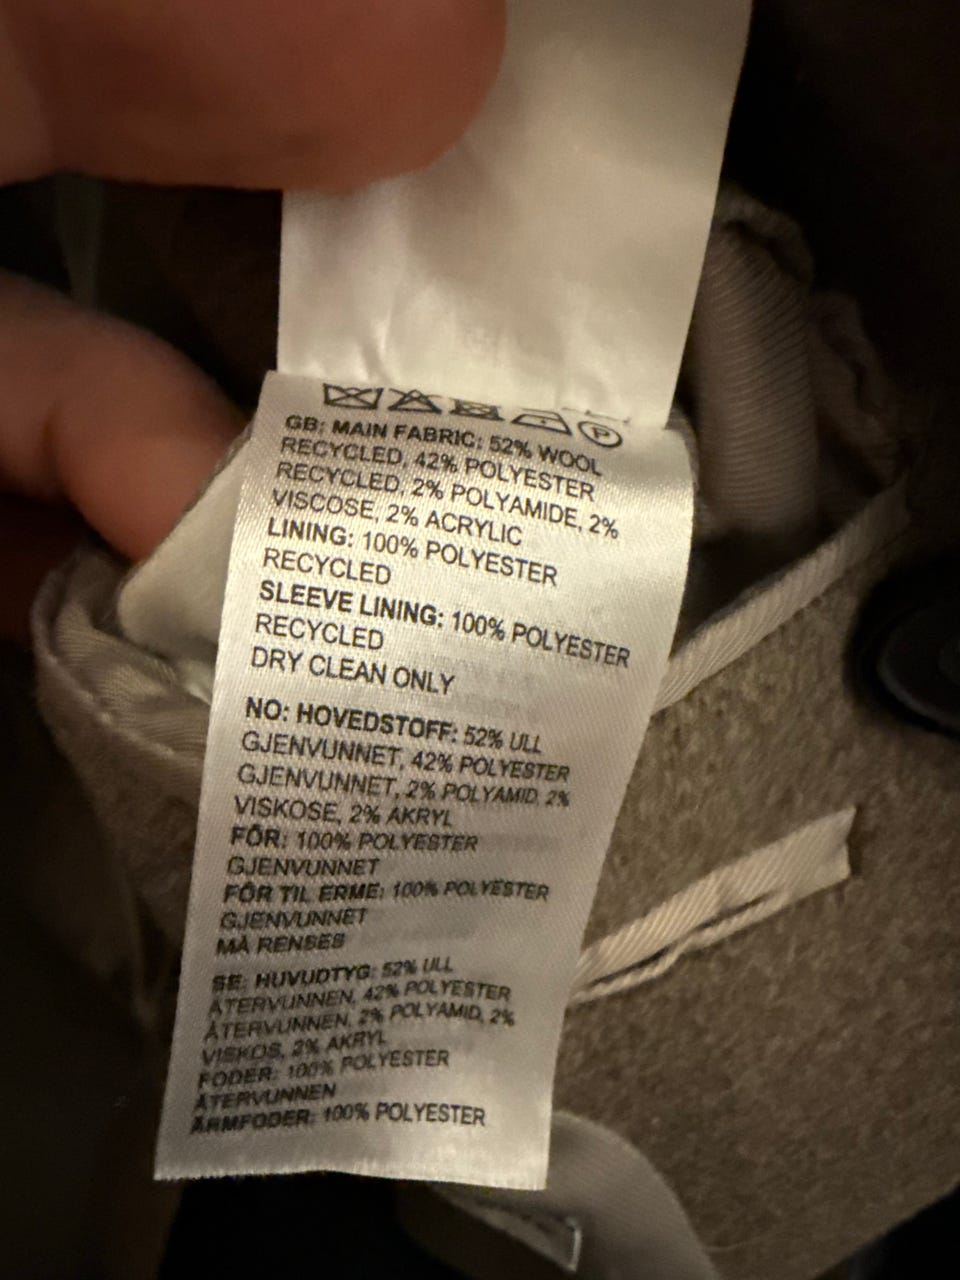 P
GB: MAIN FABRIC: 52% WOOL
RECYCLED, 42% POLYESTER
RECYCLED, 2% POLYAMIDE, 2%
VISCOSE, 2% ACRYLIC
LINING: 100% POLYESTER
RECYCLED
SLEEVE LINING: 100% POLYESTER
RECYCLED
DRY CLEAN ONLY
NO: HOVEDSTOFF: 52% ULL
GJENVUNNET, 42% POLYESTER
GJENVUNNET, 2% POLYAMID, 2%
VISKOSE, 2% AKRYL
FÔR: 100% POLYESTER
GJENVUNNET
FÔR TIL ERME: 100% POLYESTER
GJENVUNNET
MÅ RENSES
SE: HUVUDTYG: 52% ULL
ÅTERVUNNEN, 42% POLYESTER
ÅTERVUNNEN, 2% POLYAMID, 2%
VISKOS, 2% AKRYL
FODER: 100% POLYESTER
ÅTERVUNNEN
ÄRMFODER: 100% POLYESTER